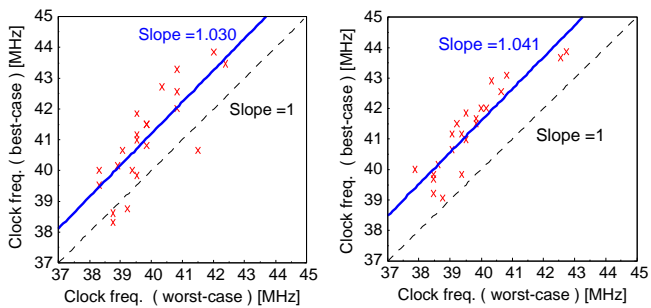 45
44
43
42
41
40
39
38
37
Clock freq. ( best-case ) [MHz]
Slope =1.030
Slope =1
37 38 39 40 41 42 43 44 45
Clock freq. ( worst-case ) [MHz]
45
44
43
42
41
40
39
38
37
Clock freq. ( best-case ) [MHz]
Slope=1.041
Slope =1
37 38 39 40 41 42 43 44 45
Clock freq. ( worst-case ) [MHz]